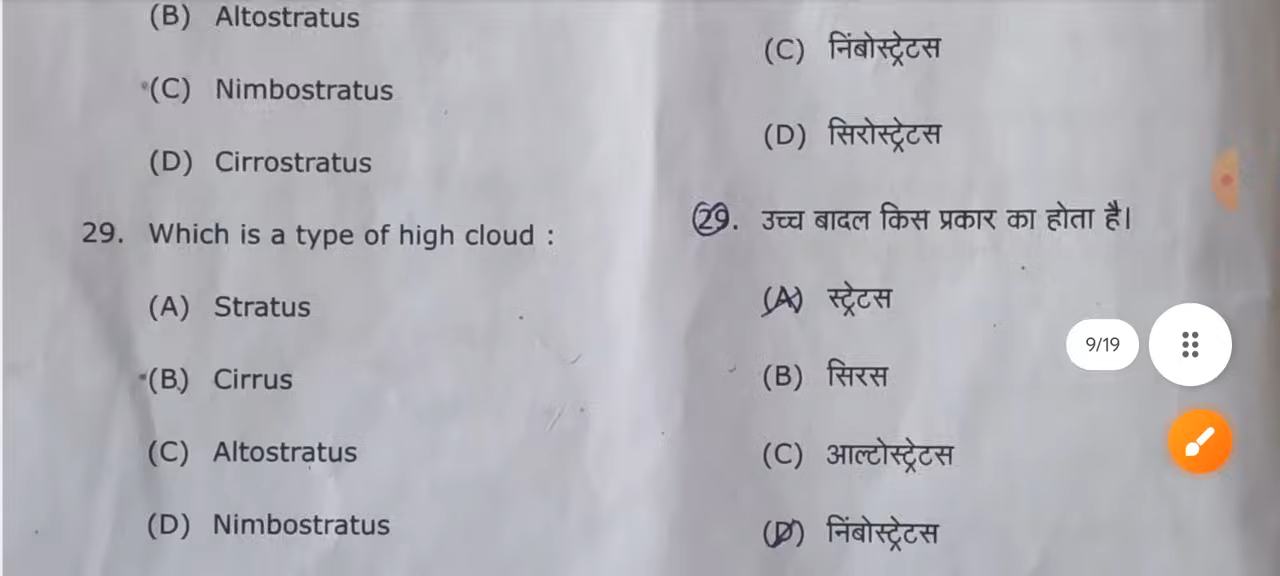 (B) Altostratus
(C) Nimbostratus
(D) Cirrostratus
29. Which is a type of high cloud :
(A) Stratus
(B) Cirrus
(C) Altostratus
(D) Nimbostratus
(C) निंबोस्ट्रेटस
(D) सिरोस्ट्रेटस
29. उच्च बादल किस प्रकार का होता है।
(A) स्ट्रेटस
(B) सिरस
(C) आल्टोस्ट्रेटस
(D) निंबोस्ट्रेटस
9/19